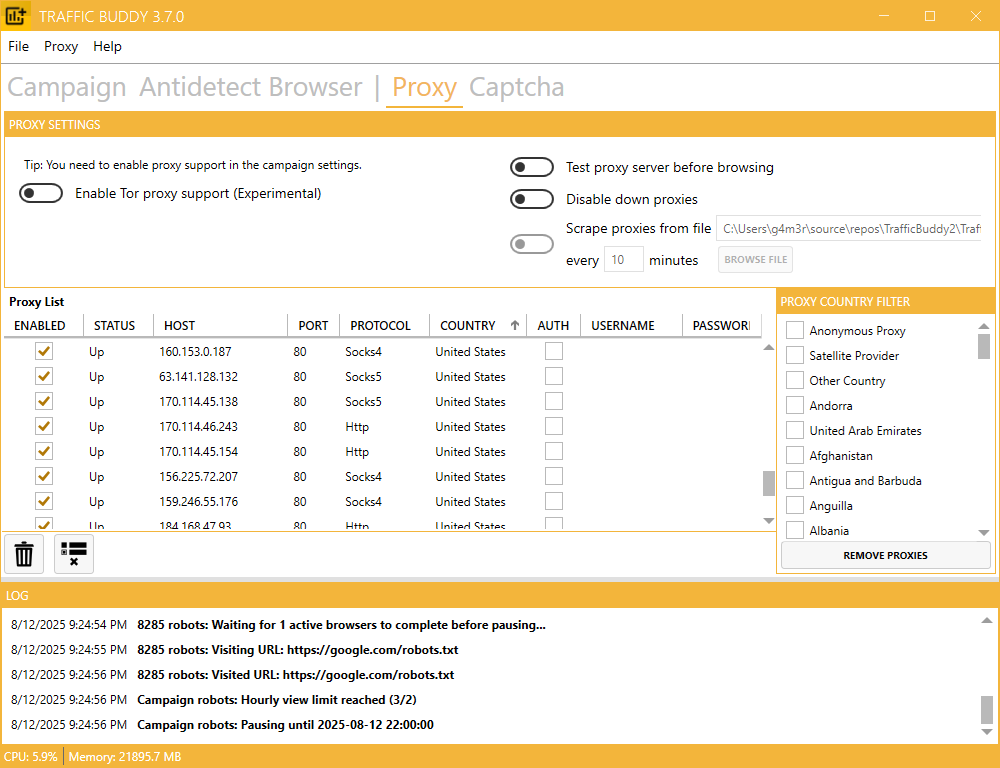 TRAFFIC BUDDY 3.7.0
File Proxy Help
Campaign Antidetect Browser | Proxy Captcha
PROXY SETTINGS
Tip: You need to enable proxy support in the campaign settings.
Enable Tor proxy support (Experimental)
Test proxy server before browsing
Disable down proxies
Scrape proxies from file C:\Users\g4m3r\source\repos\TrafficBuddy2\Traf
every 10 minutes BROWSE FILE
Proxy List
ENABLED STATUS HOST PORT PROTOCOL COUNTRY AUTH USERNAME PASSWOR
Up 160.153.0.187 80 Socks4 United States
Up 63.141.128.132 80 Socks5 United States
Up 170.114.45.138 80 Socks5 United States
Up 170.114.46.243 80 Http United States
Up 170.114.45.154 80 Http United States
Up 156.225.72.207 80 Socks4 United States
Up 159.246.55.176 80 Socks4 United States
Up 184.168.47.93 80 Http United States
PROXY COUNTRY FILTER
Anonymous Proxy
Satellite Provider
Other Country
Andorra
United Arab Emirates
Afghanistan
Antigua and Barbuda
Anguilla
Albania
REMOVE PROXIES
LOG
8/12/2025 9:24:54 PM 8285 robots: Waiting for 1 active browsers to complete before pausing...
8/12/2025 9:24:55 PM 8285 robots: Visiting URL: https://google.com/robots.txt
8/12/2025 9:24:56 PM 8285 robots: Visited URL: https://google.com/robots.txt
8/12/2025 9:24:56 PM Campaign robots: Hourly view limit reached (3/2)
8/12/2025 9:24:56 PM Campaign robots: Pausing until 2025-08-12 22:00:00
CPU: 5.9% Memory: 21895.7 MB